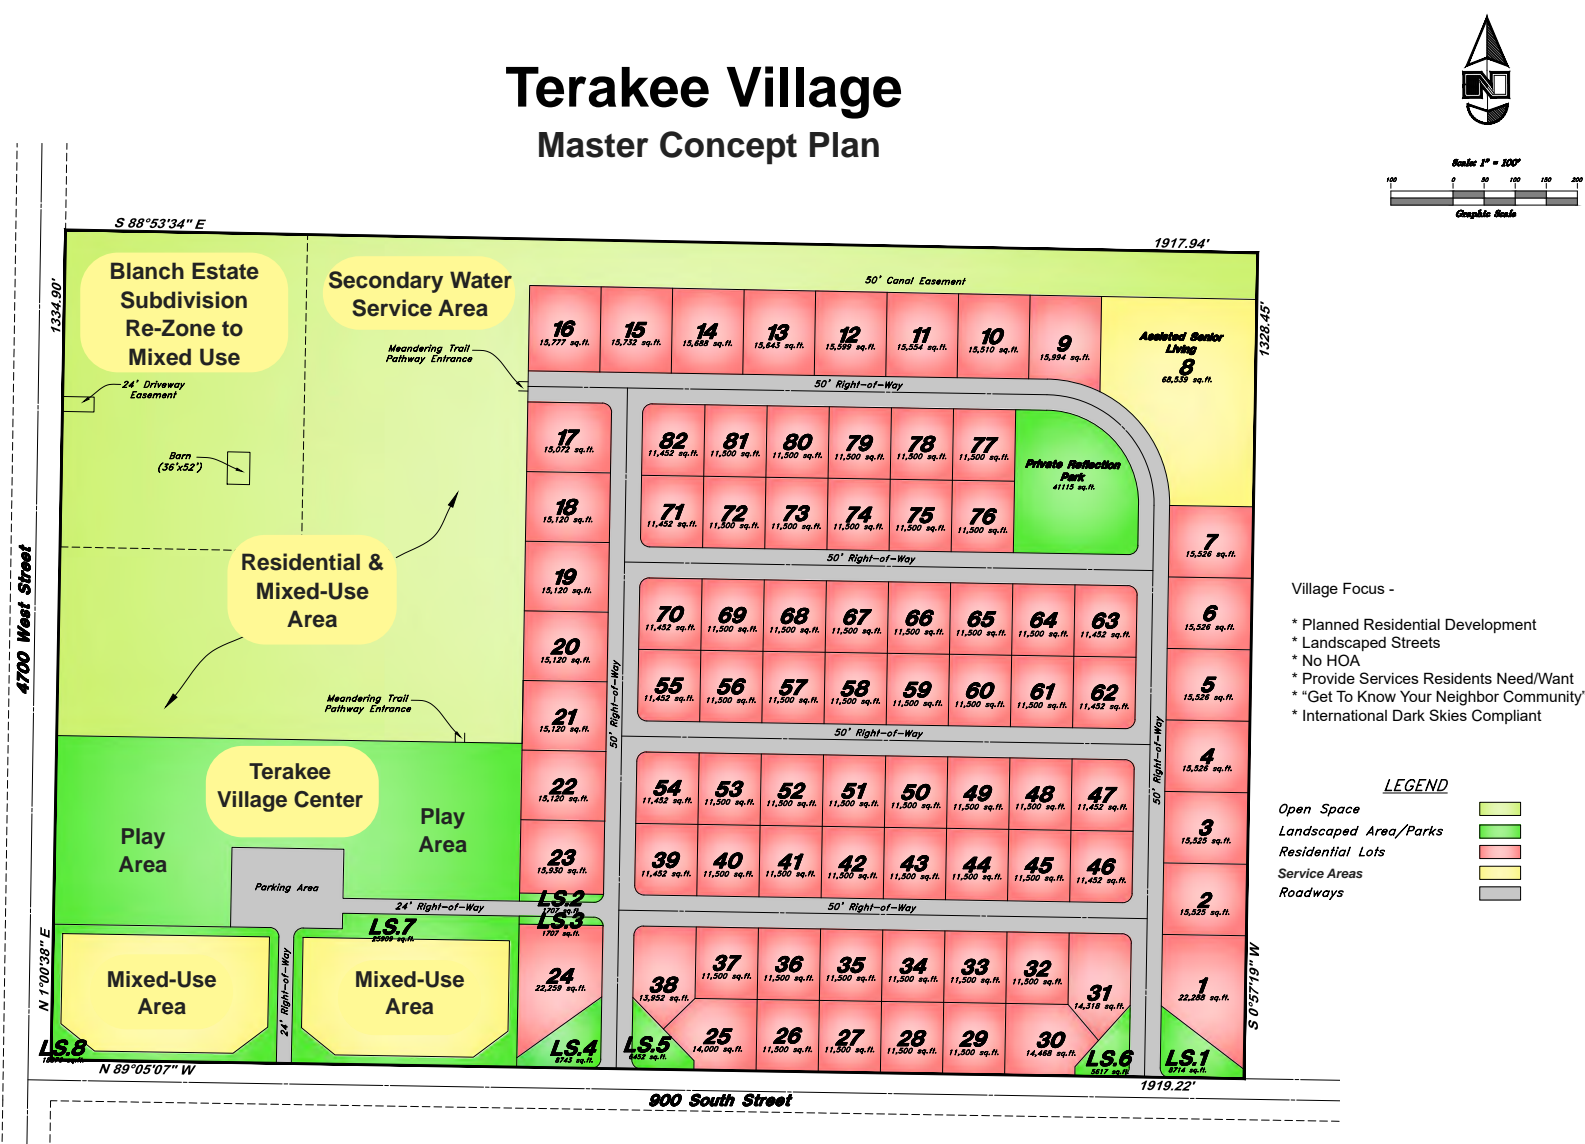 Terakee Village
Master Concept Plan
N
Scale: 1" = 100'
100 0 50 100 150 200
Graphic Scale
S 88°53'34" E
1917.94'
1334.90'
1328.45'
4700 West Street
N 1°00'38" E
S 0°57'19" W
N 89°05'07" W
1919.22'
900 South Street
Blanch Estate
Subdivision
Re-Zone to
Mixed Use
Secondary Water
Service Area
50' Canal Easement
Meandering Trail
Pathway Entrance
24' Driveway
Easement
Barn
(36'x52')
Residential &
Mixed-Use
Area
Meandering Trail
Pathway Entrance
Terakee
Village Center
Play
Area
Play
Area
Parking Area
24' Right-of-Way
24' Right-of-Way
Mixed-Use
Area
Mixed-Use
Area
16
15,777 sq.ft.
15
15,732 sq.ft.
14
15,688 sq.ft.
13
15,643 sq.ft.
12
15,599 sq.ft.
11
15,554 sq.ft.
10
15,510 sq.ft.
9
15,994 sq.ft.
Assisted Senior
Living
8
68,539 sq.ft.
50' Right-of-Way
17
15,072 sq.ft.
18
15,120 sq.ft.
19
15,120 sq.ft.
20
15,120 sq.ft.
21
15,120 sq.ft.
22
15,120 sq.ft.
23
15,930 sq.ft.
LS.2
1707 sq.ft.
LS.3
1707 sq.ft.
LS.7
25909 sq.ft.
24
22,259 sq.ft.
LS.4
8743 sq.ft.
LS.8
50' Right-of-Way
82
11,452 sq.ft.
81
11,500 sq.ft.
80
11,500 sq.ft.
79
11,500 sq.ft.
78
11,500 sq.ft.
77
11,500 sq.ft.
Private Reflection
Park
41115 sq.ft.
71
11,452 sq.ft.
72
11,500 sq.ft.
73
11,500 sq.ft.
74
11,500 sq.ft.
75
11,500 sq.ft.
76
11,500 sq.ft.
50' Right-of-Way
70
11,452 sq.ft.
69
11,500 sq.ft.
68
11,500 sq.ft.
67
11,500 sq.ft.
66
11,500 sq.ft.
65
11,500 sq.ft.
64
11,500 sq.ft.
63
11,452 sq.ft.
55
11,452 sq.ft.
56
11,500 sq.ft.
57
11,500 sq.ft.
58
11,500 sq.ft.
59
11,500 sq.ft.
60
11,500 sq.ft.
61
11,500 sq.ft.
62
11,452 sq.ft.
50' Right-of-Way
54
11,452 sq.ft.
53
11,500 sq.ft.
52
11,500 sq.ft.
51
11,500 sq.ft.
50
11,500 sq.ft.
49
11,500 sq.ft.
48
11,500 sq.ft.
47
11,452 sq.ft.
39
11,452 sq.ft.
40
11,500 sq.ft.
41
11,500 sq.ft.
42
11,500 sq.ft.
43
11,500 sq.ft.
44
11,500 sq.ft.
45
11,500 sq.ft.
46
11,452 sq.ft.
50' Right-of-Way
38
13,952 sq.ft.
37
11,500 sq.ft.
36
11,500 sq.ft.
35
11,500 sq.ft.
34
11,500 sq.ft.
33
11,500 sq.ft.
32
11,500 sq.ft.
31
14,318 sq.ft.
LS.5
6452 sq.ft.
25
14,000 sq.ft.
26
11,500 sq.ft.
27
11,500 sq.ft.
28
11,500 sq.ft.
29
11,500 sq.ft.
30
14,468 sq.ft.
LS.6
5617 sq.ft.
50' Right-of-Way
7
15,526 sq.ft.
6
15,526 sq.ft.
5
15,526 sq.ft.
4
15,526 sq.ft.
3
15,525 sq.ft.
2
15,525 sq.ft.
1
22,288 sq.ft.
LS.1
8714 sq.ft.
Village Focus -
* Planned Residential Development
* Landscaped Streets
* No HOA
* Provide Services Residents Need/Want
* “Get To Know Your Neighbor Community’
* International Dark Skies Compliant
LEGEND
Open Space
Landscaped Area/Parks
Residential Lots
Service Areas
Roadways